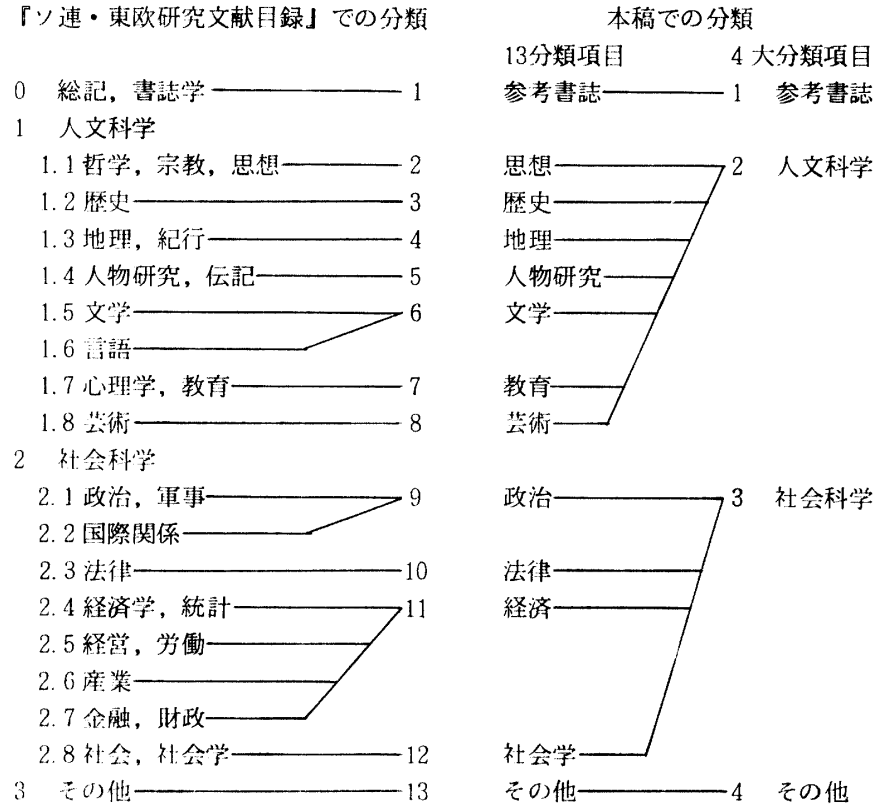 『ソ連・東欧研究文献目録』での分類 本稿での分類
13分類項目 4大分類項目
0 総記，書誌学 1 参考書誌 1 参考書誌
1 人文科学
1.1 哲学，宗教，思想 2 思想 2 人文科学
1.2 歴史 3 歴史
1.3 地理，紀行 4 地理
1.4 人物研究，伝記 5 人物研究
1.5 文学 6 文学
1.6 言語
1.7 心理学，教育 7 教育
1.8 芸術 8 芸術
2 社会科学
2.1 政治，軍事 9 政治 3 社会科学
2.2 国際関係
2.3 法律 10 法律
2.4 経済学，統計 11 経済
2.5 経営，労働
2.6 産業
2.7 金融，財政
2.8 社会，社会学 12 社会学
3 その他 13 その他 4 その他